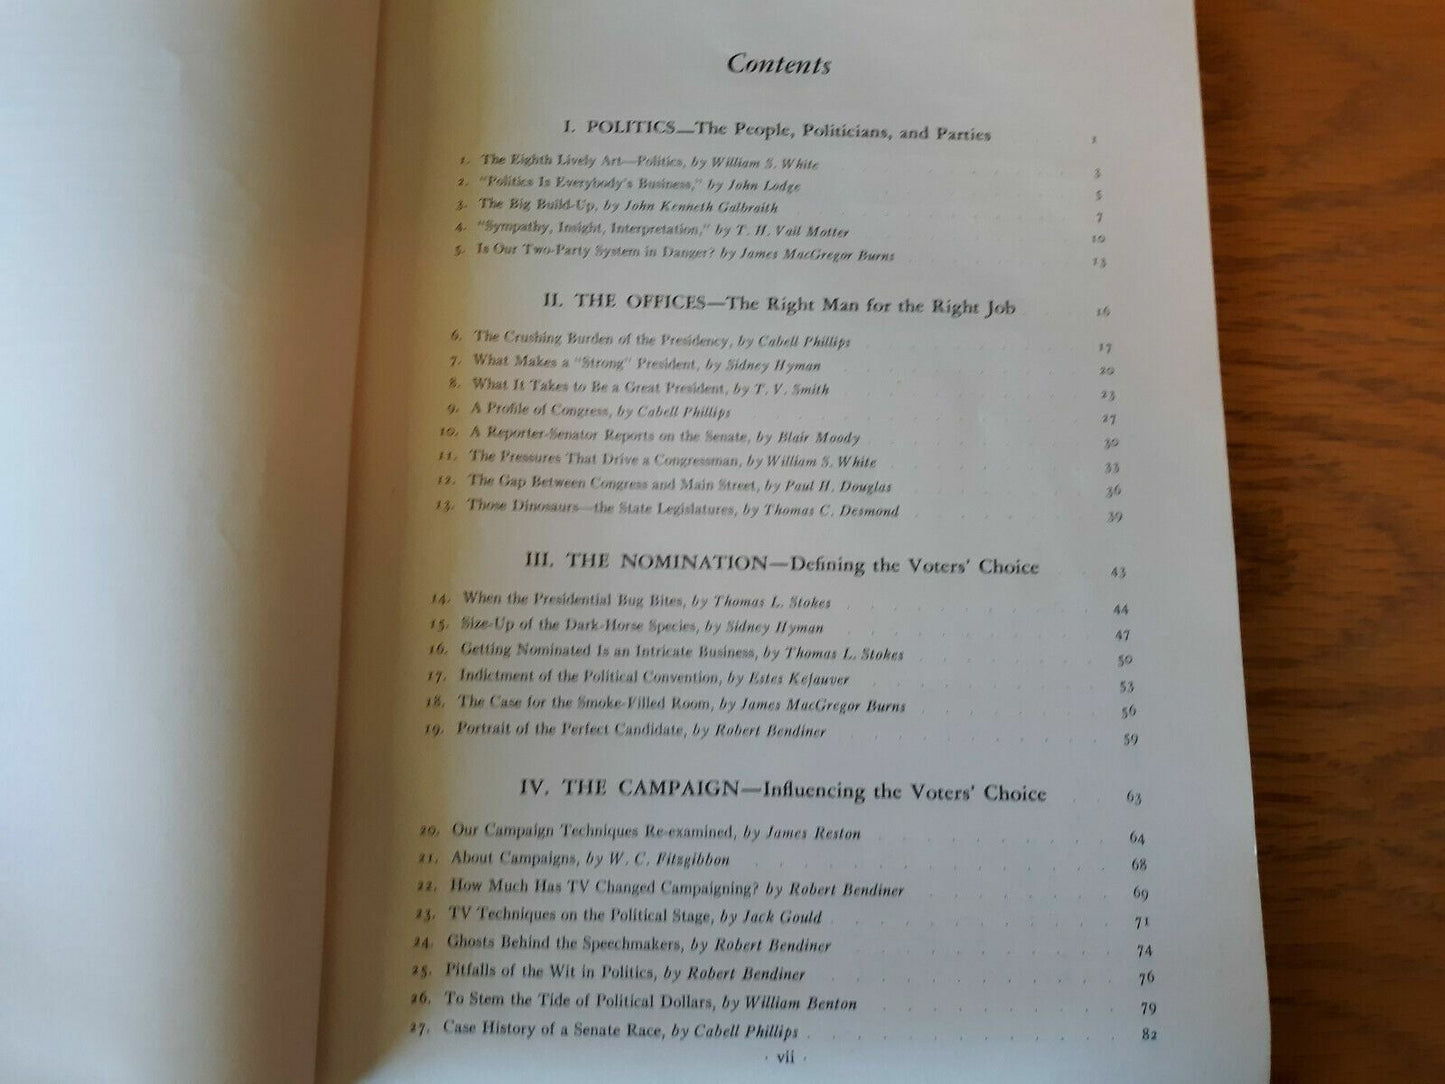 Contents
I. POLITICS—The People, Politicians, and Parties 1
1. The Eighth Lively Art—Politics, by William S. White 3
2. "Politics Is Everybody's Business," by John Lodge 5
3. The Big Build-Up, by John Kenneth Galbraith 7
4. "Sympathy, Insight, Interpretation," by T. H. Vail Motter 10
5. Is Our Two-Party System in Danger? by James MacGregor Burns 13
II. THE OFFICES—The Right Man for the Right Job 16
6. The Crushing Burden of the Presidency, by Cabell Phillips 17
7. What Makes a "Strong" President, by Sidney Hyman 20
8. What It Takes to Be a Great President, by T. V. Smith 23
9. A Profile of Congress, by Cabell Phillips 27
10. A Reporter-Senator Reports on the Senate, by Blair Moody 30
11. The Pressures That Drive a Congressman, by William S. White 33
12. The Gap Between Congress and Main Street, by Paul H. Douglas 36
13. Those Dinosaurs—the State Legislatures, by Thomas C. Desmond 39
III. THE NOMINATION—Defining the Voters' Choice 43
14. When the Presidential Bug Bites, by Thomas L. Stokes 44
15. Size-Up of the Dark-Horse Species, by Sidney Hyman 47
16. Getting Nominated Is an Intricate Business, by Thomas L. Stokes 50
17. Indictment of the Political Convention, by Estes Kefauver 53
18. The Case for the Smoke-Filled Room, by James MacGregor Burns 56
19. Portrait of the Perfect Candidate, by Robert Bendiner 59
IV. THE CAMPAIGN—Influencing the Voters' Choice 63
20. Our Campaign Techniques Re-examined, by James Reston 64
21. About Campaigns, by W. C. Fitzgibbon 68
22. How Much Has TV Changed Campaigning? by Robert Bendiner 69
23. TV Techniques on the Political Stage, by Jack Gould 71
24. Ghosts Behind the Speechmakers, by Robert Bendiner 74
25. Pitfalls of the Wit in Politics, by Robert Bendiner 76
26. To Stem the Tide of Political Dollars, by William Benton 79
27. Case History of a Senate Race, by Cabell Phillips 82
· vii ·